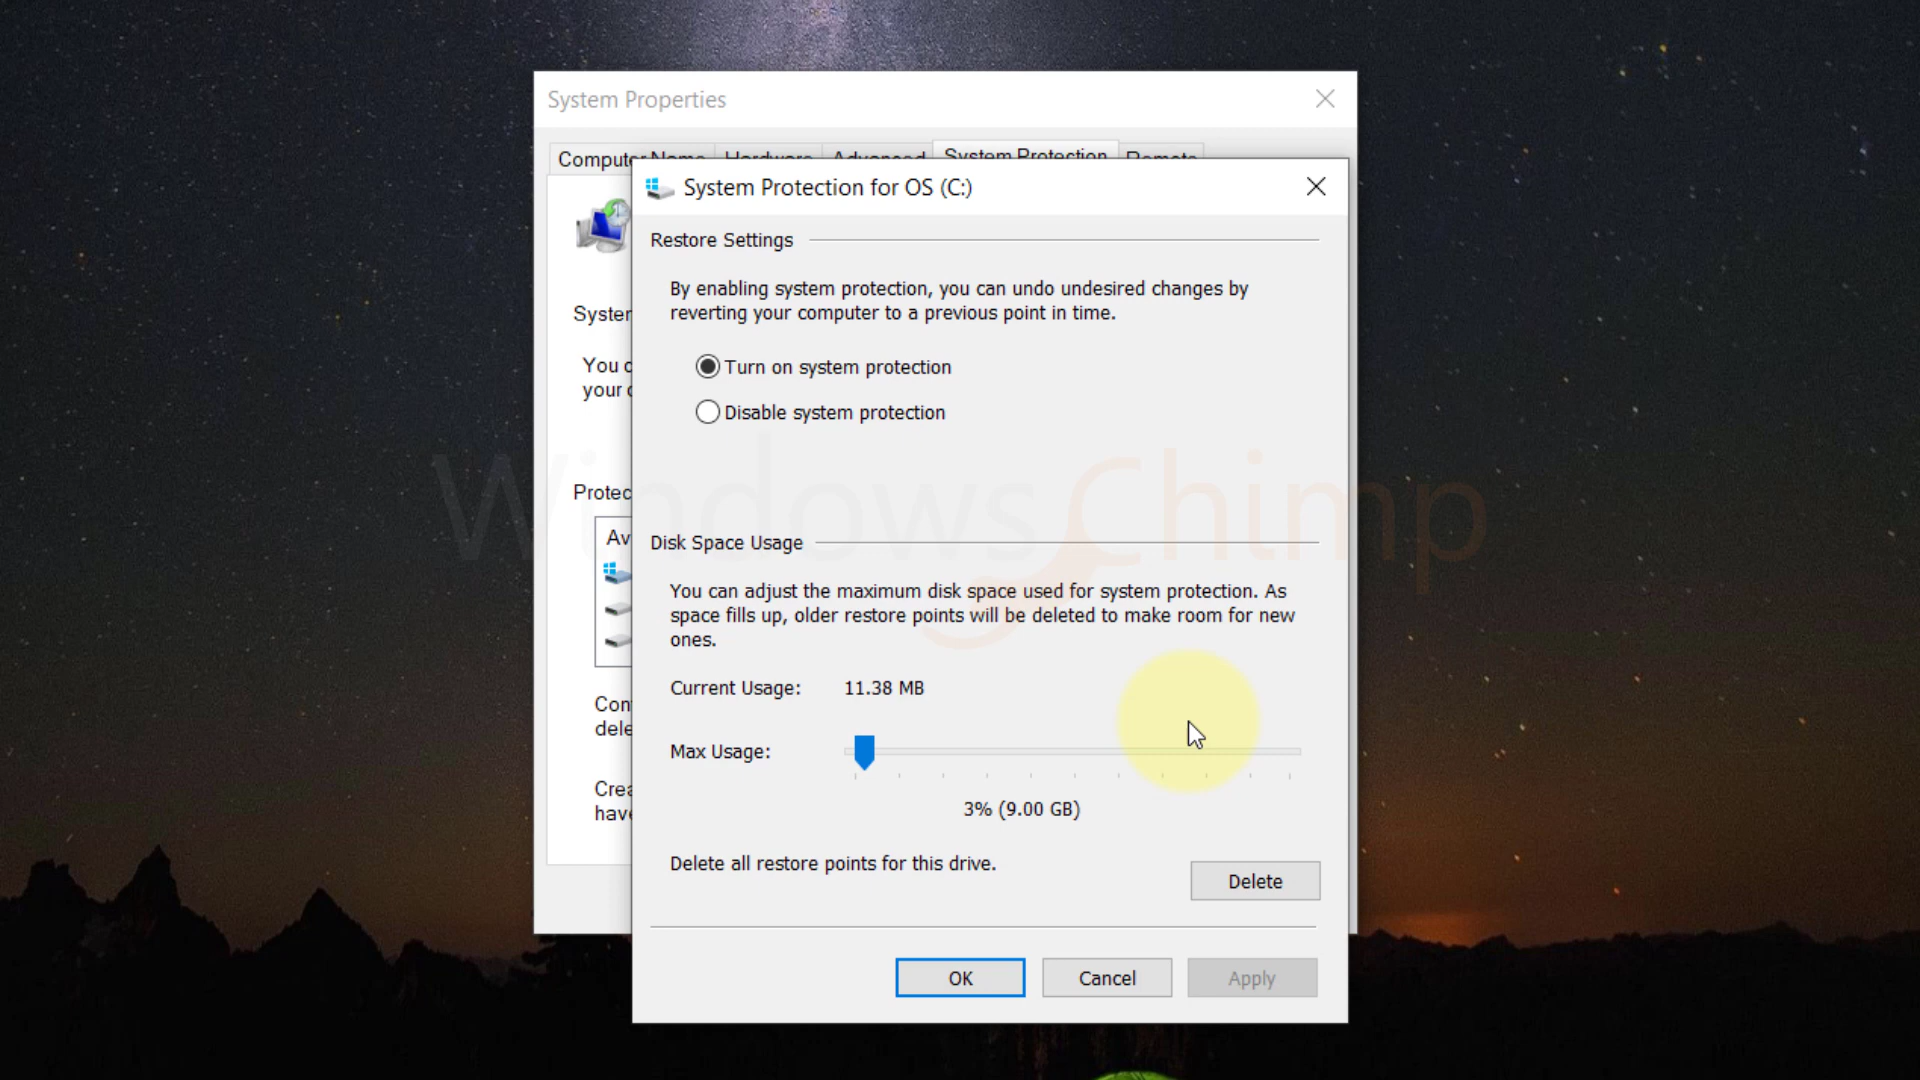 System Properties
Computer Name Hardware Advanced System Protection Remote
System Protection for OS (C:)
Restore Settings
By enabling system protection, you can undo undesired changes by
reverting your computer to a previous point in time.
Syster
Turn on system protection
You c
your c
Disable system protection
Windows Chimp
Protec
Av
Disk Space Usage
You can adjust the maximum disk space used for system protection. As
space fills up, older restore points will be deleted to make room for new
ones.
Current Usage: 11.38 MB
Con
dele
Max Usage:
3% (9.00 GB)
Crea
have
Delete all restore points for this drive.
Delete
OK Cancel Apply